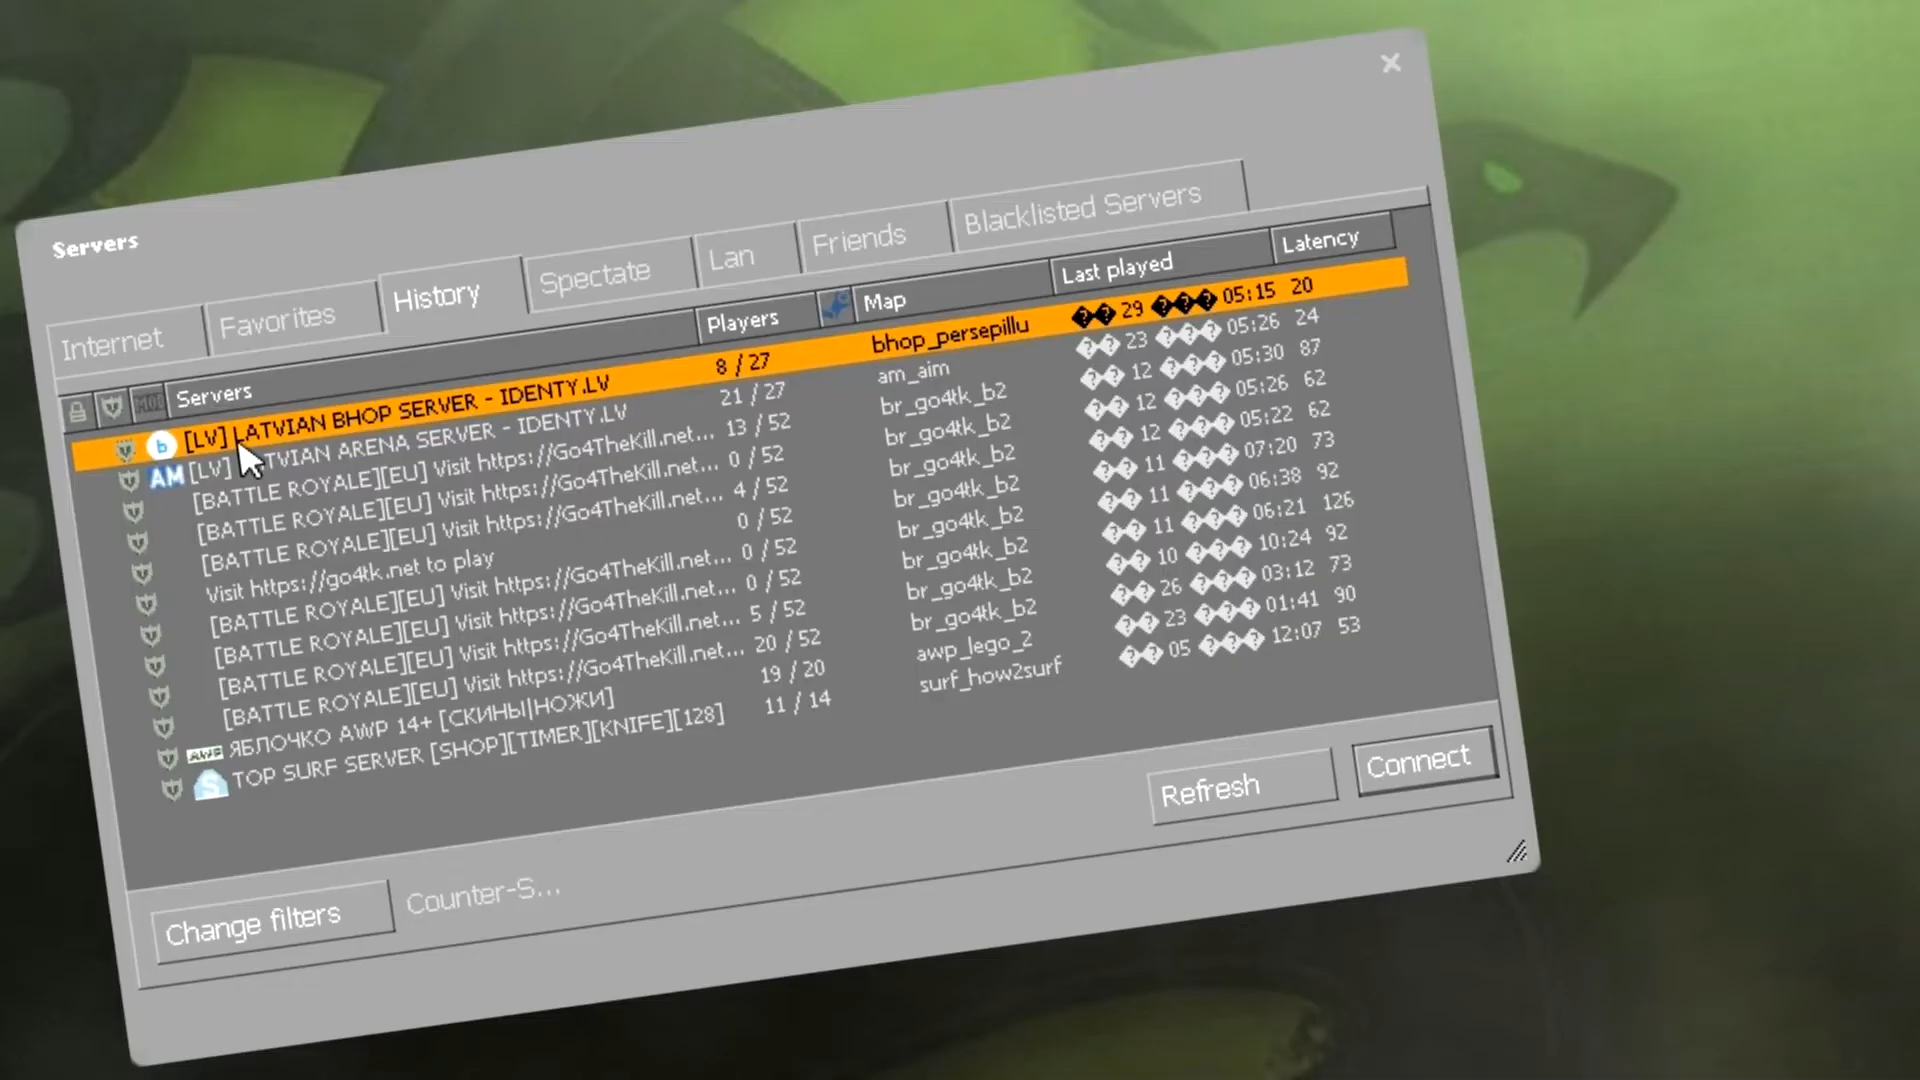 Servers
Internet Favorites History Spectate Lan Friends Blacklisted Servers
MOD Servers Players Map Last played Latency
b [LV] LATVIAN BHOP SERVER - IDENTY.LV 8 / 27 bhop_persepillu �� 29 ��� 05:15 20
AM [LV] LATVIAN ARENA SERVER - IDENTY.LV 21 / 27 am_aim �� 23 ��� 05:26 24
[BATTLE ROYALE][EU] Visit https://Go4TheKill.net... 13 / 52 br_go4tk_b2 �� 12 ��� 05:30 87
[BATTLE ROYALE][EU] Visit https://Go4TheKill.net... 0 / 52 br_go4tk_b2 �� 12 ��� 05:26 62
[BATTLE ROYALE][EU] Visit https://Go4TheKill.net... 4 / 52 br_go4tk_b2 �� 12 ��� 05:22 62
Visit https://go4tk.net to play 0 / 52 br_go4tk_b2 �� 11 ��� 07:20 73
[BATTLE ROYALE][EU] Visit https://Go4TheKill.net... 0 / 52 br_go4tk_b2 �� 11 ��� 06:38 92
[BATTLE ROYALE][EU] Visit https://Go4TheKill.net... 0 / 52 br_go4tk_b2 �� 11 ��� 06:21 126
[BATTLE ROYALE][EU] Visit https://Go4TheKill.net... 5 / 52 br_go4tk_b2 �� 10 ��� 10:24 92
[BATTLE ROYALE][EU] Visit https://Go4TheKill.net... 20 / 52 br_go4tk_b2 �� 26 ��� 03:12 73
AWP ЯБЛОЧКО AWP 14+ [СКИНЫ|НОЖИ] 19 / 20 awp_lego_2 �� 23 ��� 01:41 90
S TOP SURF SERVER [SHOP][TIMER][KNIFE][128] 11 / 14 surf_how2surf �� 05 ��� 12:07 53
Refresh Connect
Change filters Counter-S...